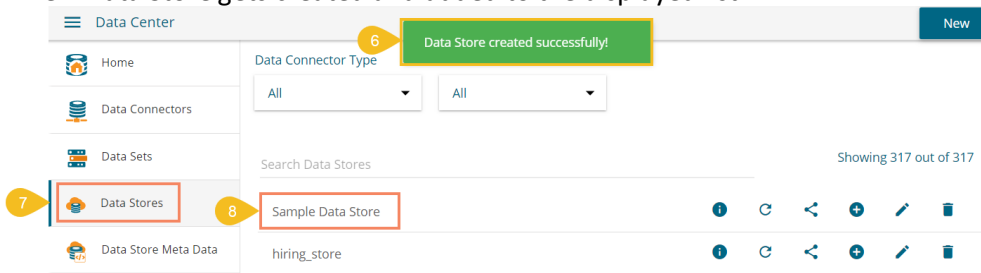 Data Center
New
6
Data Store created successfully!
Home
Data Connector Type
All
All
Data Connectors
Data Sets
Search Data Stores
Showing 317 out of 317
7
Data Stores
8
Sample Data Store
Data Store Meta Data
hiring_store